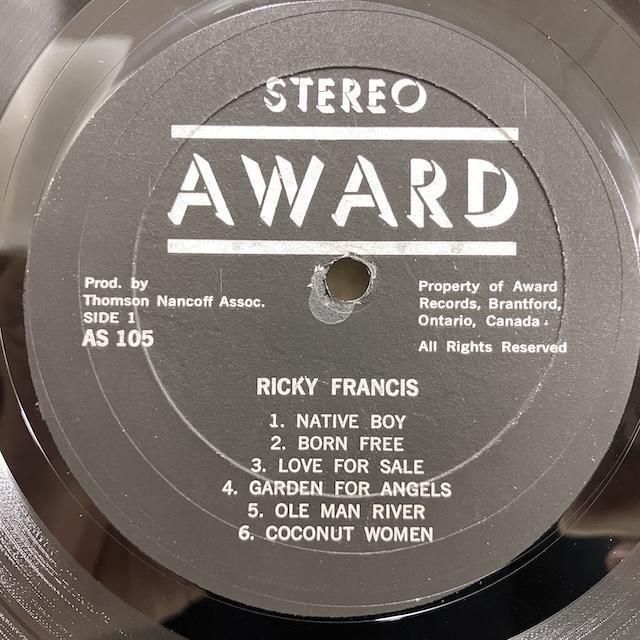 STEREO
AWARD
Prod. by
Thomson Nancoff Assoc.
SIDE 1
AS 105
Property of Award
Records, Brantford,
Ontario, Canada.
All Rights Reserved
RICKY FRANCIS
1. NATIVE BOY
2. BORN FREE
3. LOVE FOR SALE
4. GARDEN FOR ANGELS
5. OLE MAN RIVER
6. COCONUT WOMEN